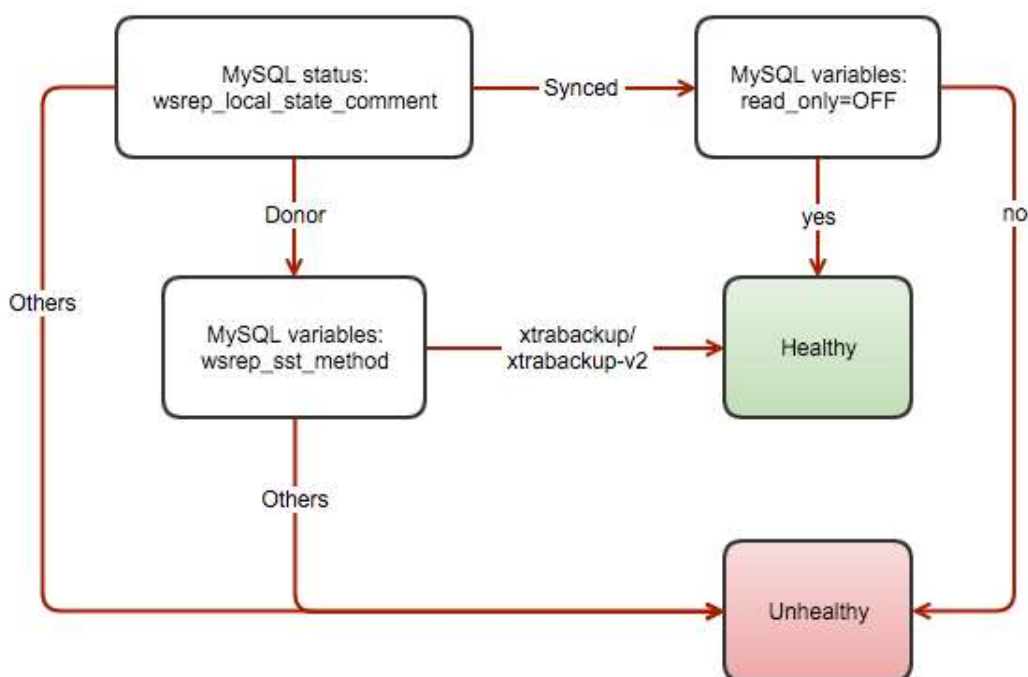 MySQL status:
wsrep_local_state_comment
Synced
MySQL variables:
read_only=OFF
Donor
yes
no
Others
MySQL variables:
wsrep_sst_method
xtrabackup/
xtrabackup-v2
Healthy
Others
Unhealthy